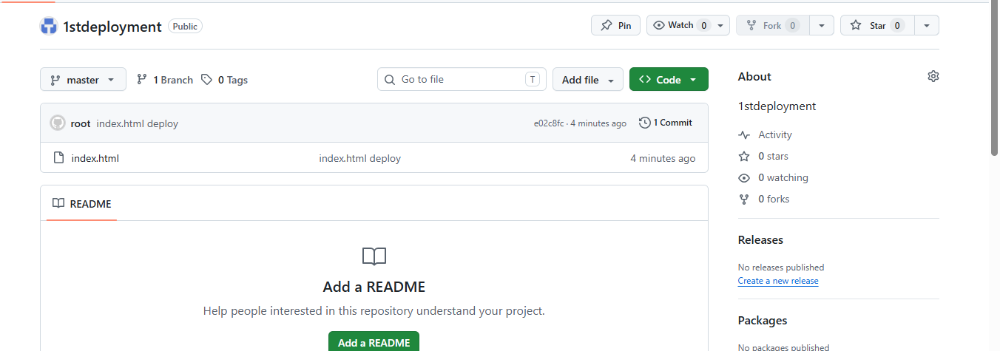 1stdeployment Public Pin Watch 0 Fork 0 Star 0
master 1 Branch 0 Tags Go to file T Add file Code
root index.html deploy e02c8fc · 4 minutes ago 1 Commit
index.html index.html deploy 4 minutes ago
README
Add a README
Help people interested in this repository understand your project.
Add a README
About
1stdeployment
Activity
0 stars
0 watching
0 forks
Releases
No releases published
Create a new release
Packages
No packages published